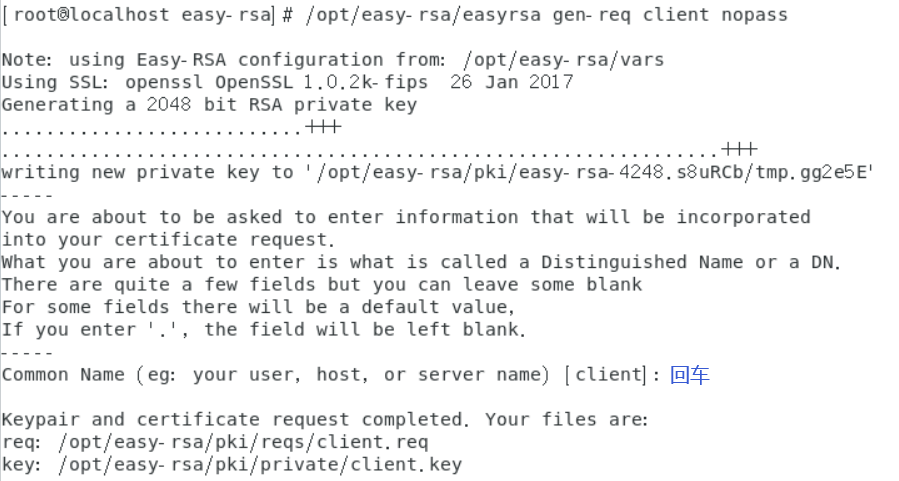 [root@localhost easy-rsa]# /opt/easy-rsa/easyrsa gen-req client nopass
Note: using Easy-RSA configuration from: /opt/easy-rsa/vars
Using SSL: openssl OpenSSL 1.0.2k-fips  26 Jan 2017
Generating a 2048 bit RSA private key
...........................+++
................................................................+++
writing new private key to '/opt/easy-rsa/pki/easy-rsa-4248.s8uRCb/tmp.gg2e5E'
-----
You are about to be asked to enter information that will be incorporated
into your certificate request.
What you are about to enter is what is called a Distinguished Name or a DN.
There are quite a few fields but you can leave some blank
For some fields there will be a default value,
If you enter '.', the field will be left blank.
-----
Common Name (eg: your user, host, or server name) [client]: 回车
Keypair and certificate request completed. Your files are:
req: /opt/easy-rsa/pki/reqs/client.req
key: /opt/easy-rsa/pki/private/client.key